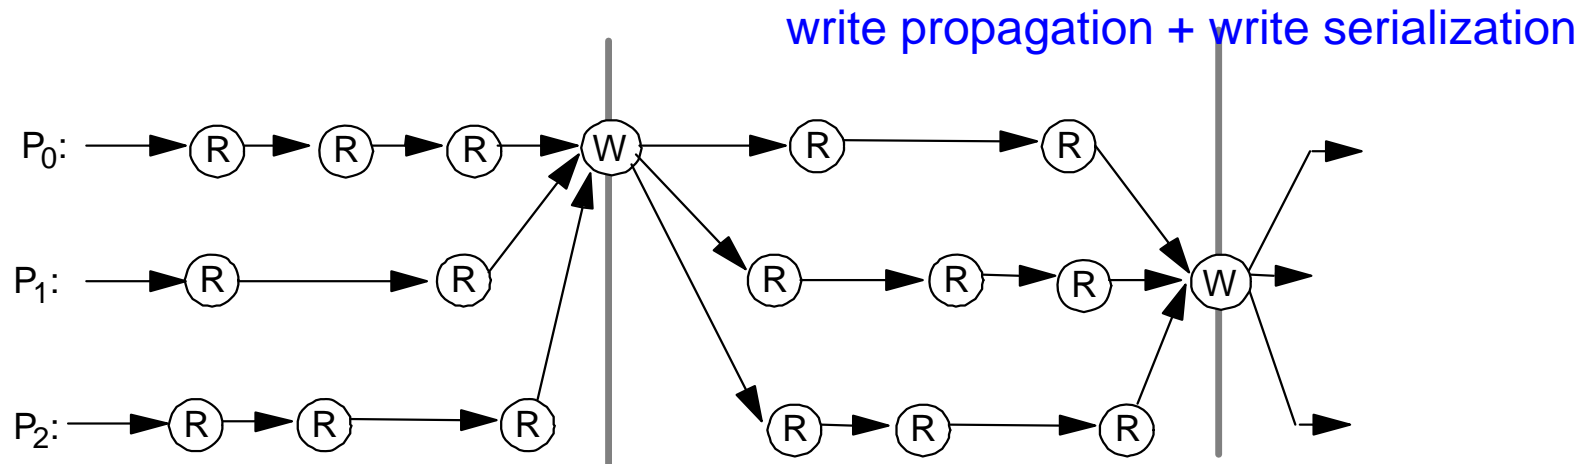 write propagation + write serialization
P0: R R R W R R
P1: R R R R R W
P2: R R R R R R